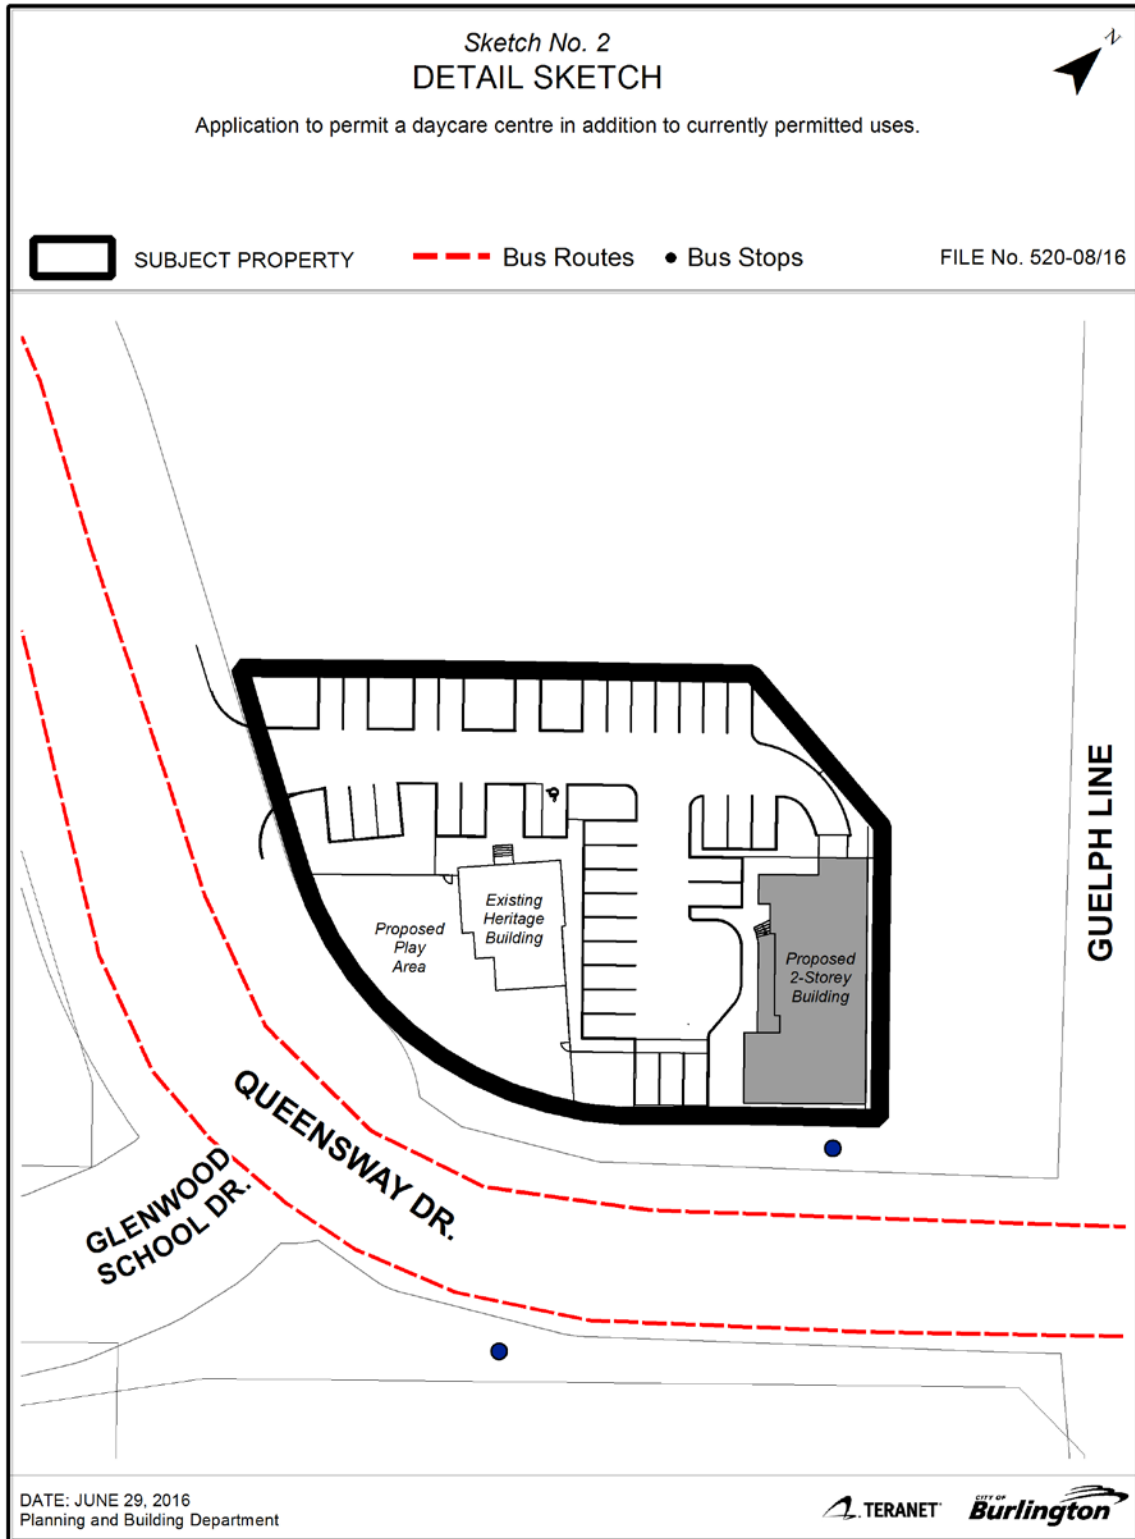 Sketch No. 2
DETAIL SKETCH
N
Application to permit a daycare centre in addition to currently permitted uses.
SUBJECT PROPERTY
Bus Routes
Bus Stops
FILE No. 520-08/16
GUELPH LINE
Existing
Heritage
Building
Proposed
Play
Area
Proposed
2-Storey
Building
QUEENSWAY DR.
GLENWOOD
SCHOOL DR.
DATE: JUNE 29, 2016
Planning and Building Department
TERANET
CITY OF
Burlington